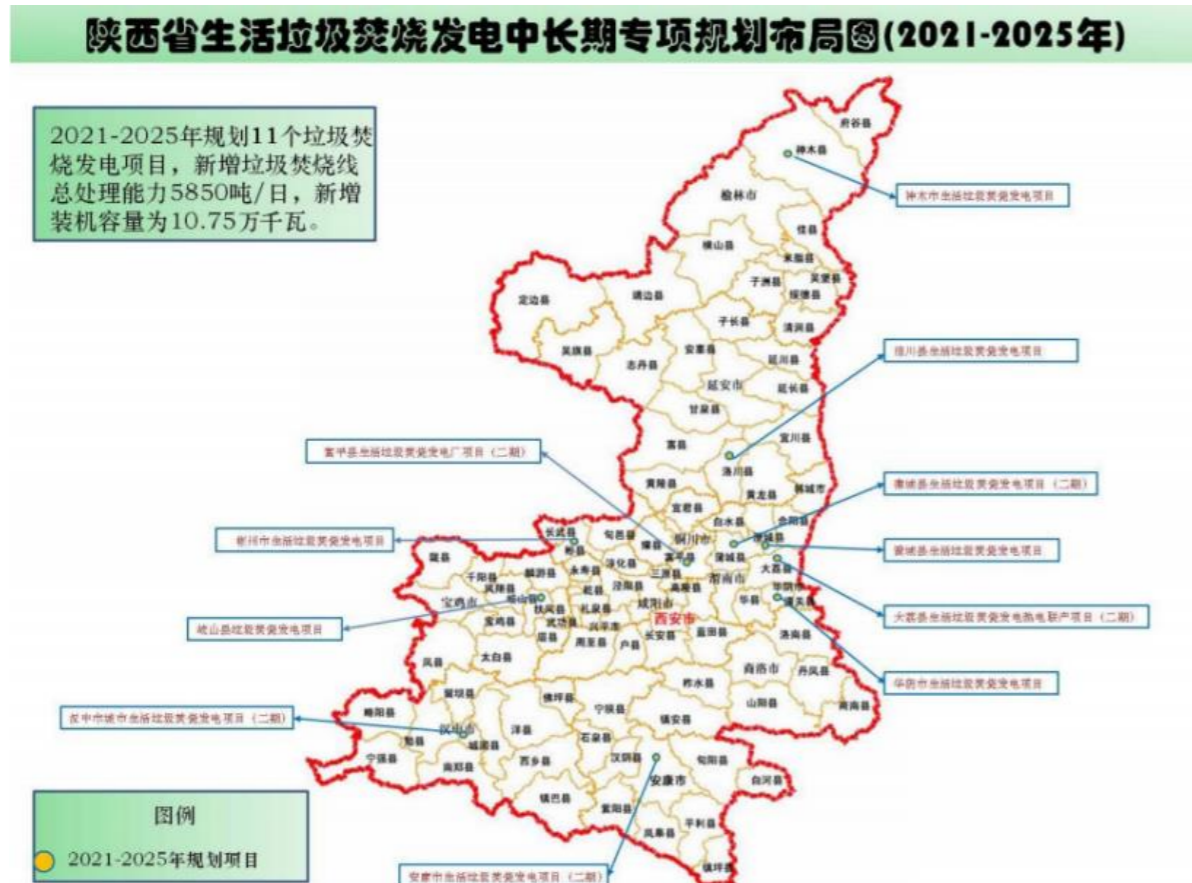 陕西省生活垃圾焚烧发电中长期专项规划布局图(2021-2025年)
2021-2025年规划11个垃圾焚
烧发电项目，新增垃圾焚烧线
总处理能力5850吨/日，新增
装机容量为10.75万千瓦。
府谷县
神木县
神木市生活垃圾焚烧发电项目
榆林市
佳县
横山县
米脂县
吴堡县
子洲县
绥德县
定边县
靖边县
子长县
清涧县
吴旗县
安塞县
延川县
洛川县生活垃圾焚烧发电项目
志丹县
延安市
延长县
甘泉县
富县
宜川县
富平县生活垃圾焚烧发电厂项目（二期）
洛川县
黄陵县
黄龙县
韩城市
蒲城县生活垃圾焚烧发电项目（二期）
宜君县
白水县
合阳县
彬州市生活垃圾焚烧发电项目
长武县
旬邑县
耀县
铜川市
澄城县
澄城县生活垃圾焚烧发电项目
彬县
富平县
蒲城县
陇县
淳化县
大荔县
千阳县
麟游县
永寿县
三原县
渭南市
凤翔县
岐山县
乾县
泾阳县
高陵县
华阴市
潼关县
宝鸡市
扶风县
礼泉县
咸阳市
华县
大荔县生活垃圾焚烧发电热电联产项目（二期）
岐山县垃圾焚烧发电项目
宝鸡县
武功县
兴平市
西安市
眉县
周至县
户县
长安县
蓝田县
洛南县
凤县
太白县
商洛市
丹凤县
华阴市生活垃圾焚烧发电项目
留坝县
佛坪县
柞水县
山阳县
商南县
汉中市城市生活垃圾焚烧发电项目（二期）
略阳县
宁陕县
镇安县
勉县
汉中市
城固县
洋县
石泉县
宁强县
南郑县
西乡县
汉阴县
安康市
旬阳县
白河县
镇巴县
紫阳县
岚皋县
平利县
图例
2021-2025年规划项目
镇坪县
安康市生活垃圾焚烧发电项目（二期）